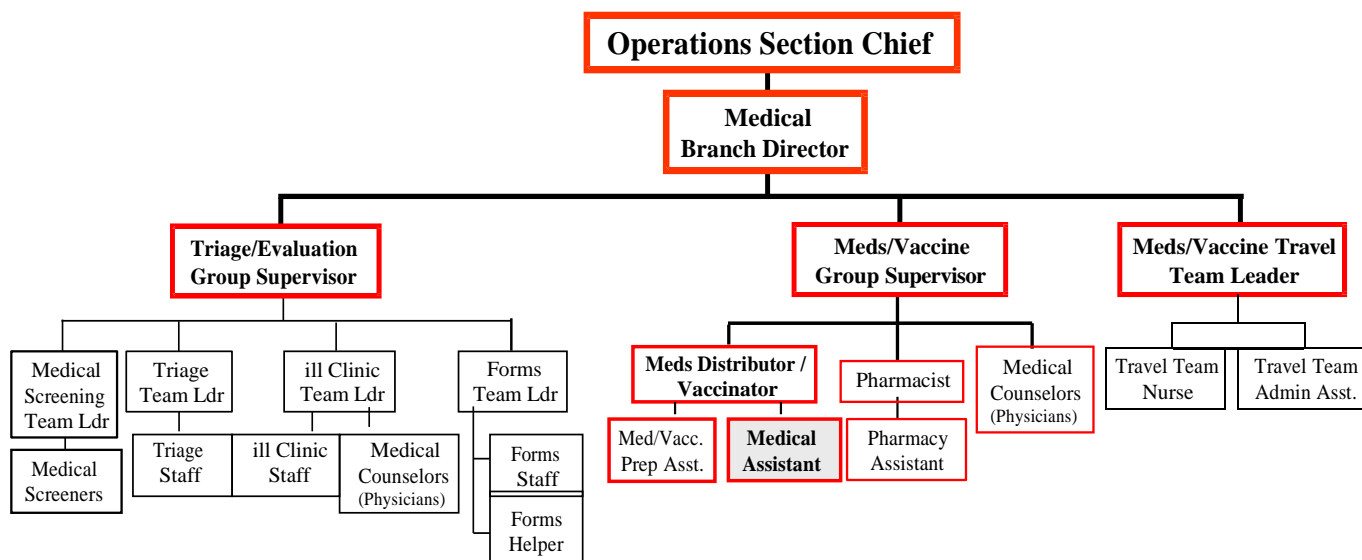 Operations Section Chief
Medical
Branch Director
Triage/Evaluation
Group Supervisor
Meds/Vaccine
Group Supervisor
Meds/Vaccine Travel
Team Leader
Medical
Screening
Team Ldr
Triage
Team Ldr
ill Clinic
Team Ldr
Forms
Team Ldr
Meds Distributor /
Vaccinator
Pharmacist
Medical
Counselors
(Physicians)
Travel Team
Nurse
Travel Team
Admin Asst.
Medical
Screeners
Triage
Staff
ill Clinic
Staff
Medical
Counselors
(Physicians)
Forms
Staff
Forms
Helper
Med/Vacc.
Prep Asst.
Medical
Assistant
Pharmacy
Assistant